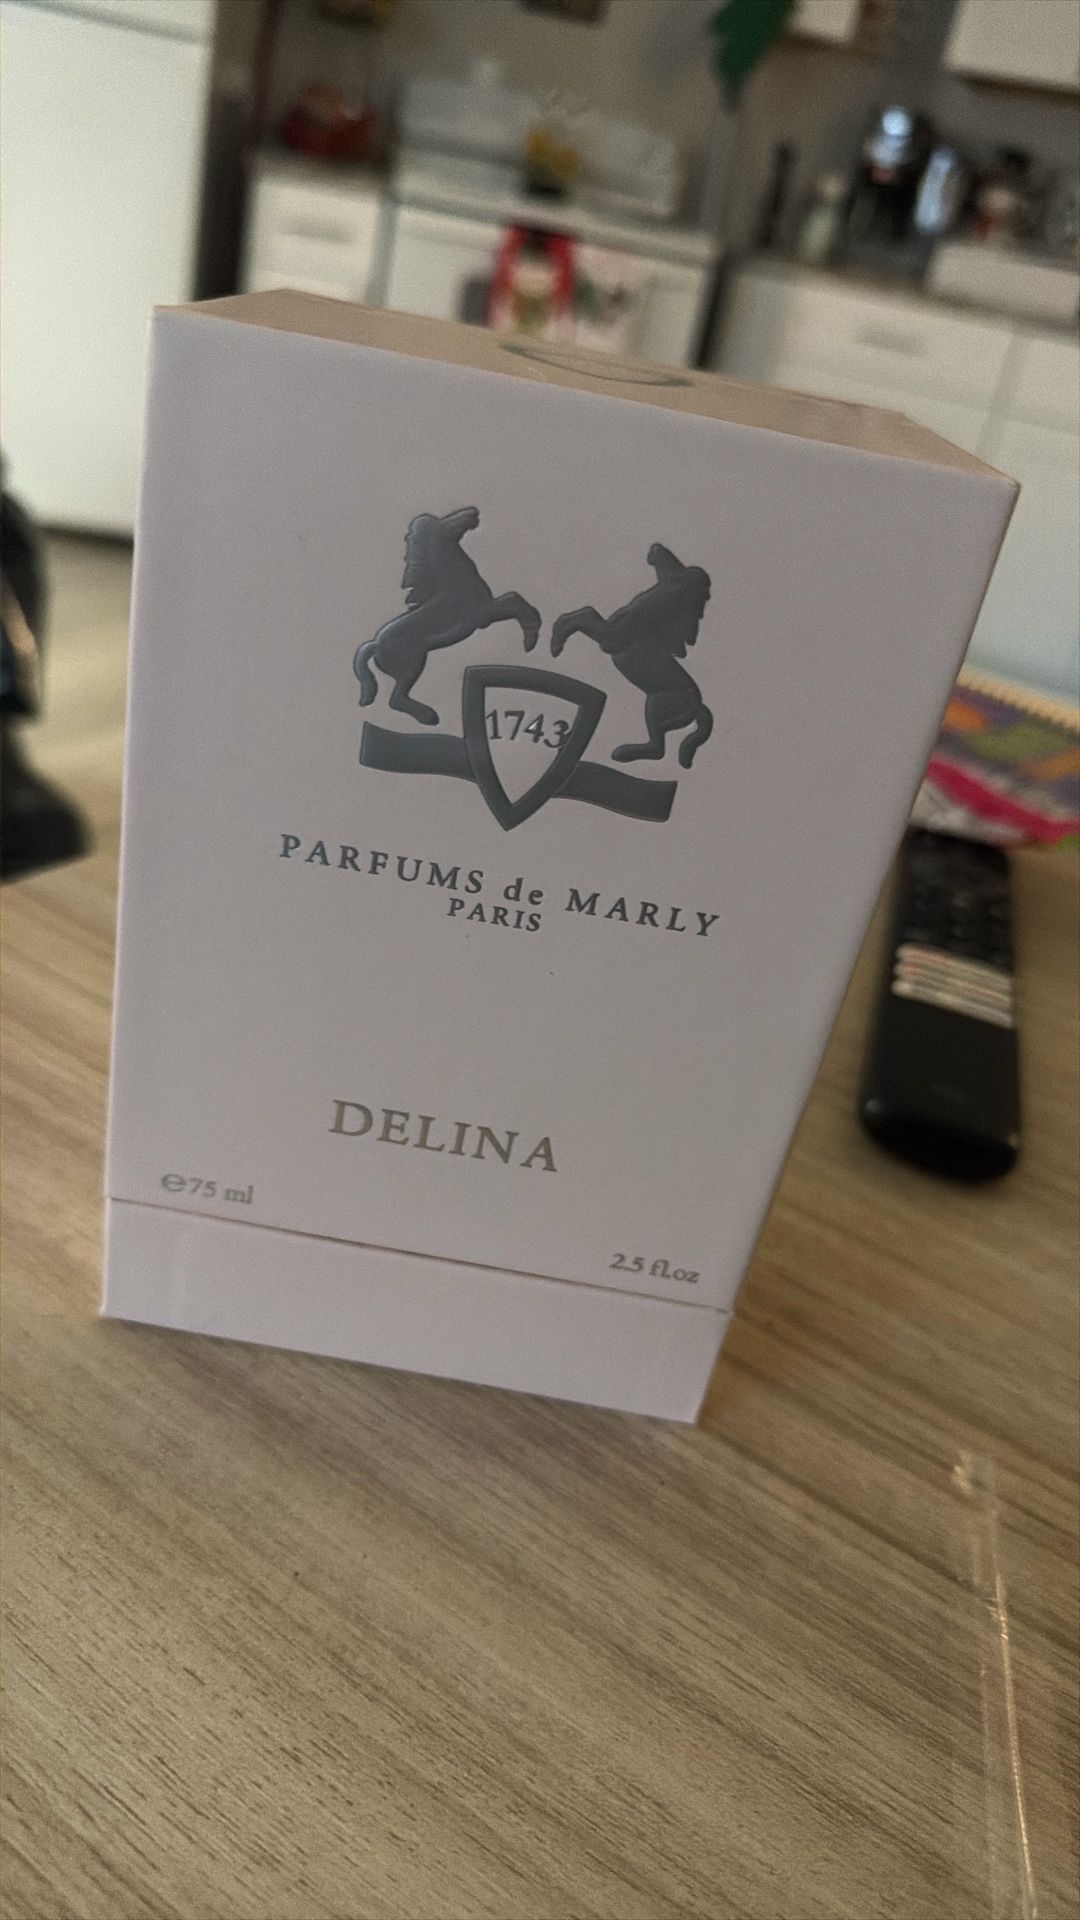 1743
PARFUMS de MARLY
PARIS
DELINA
℮75 ml
2.5 fl.oz